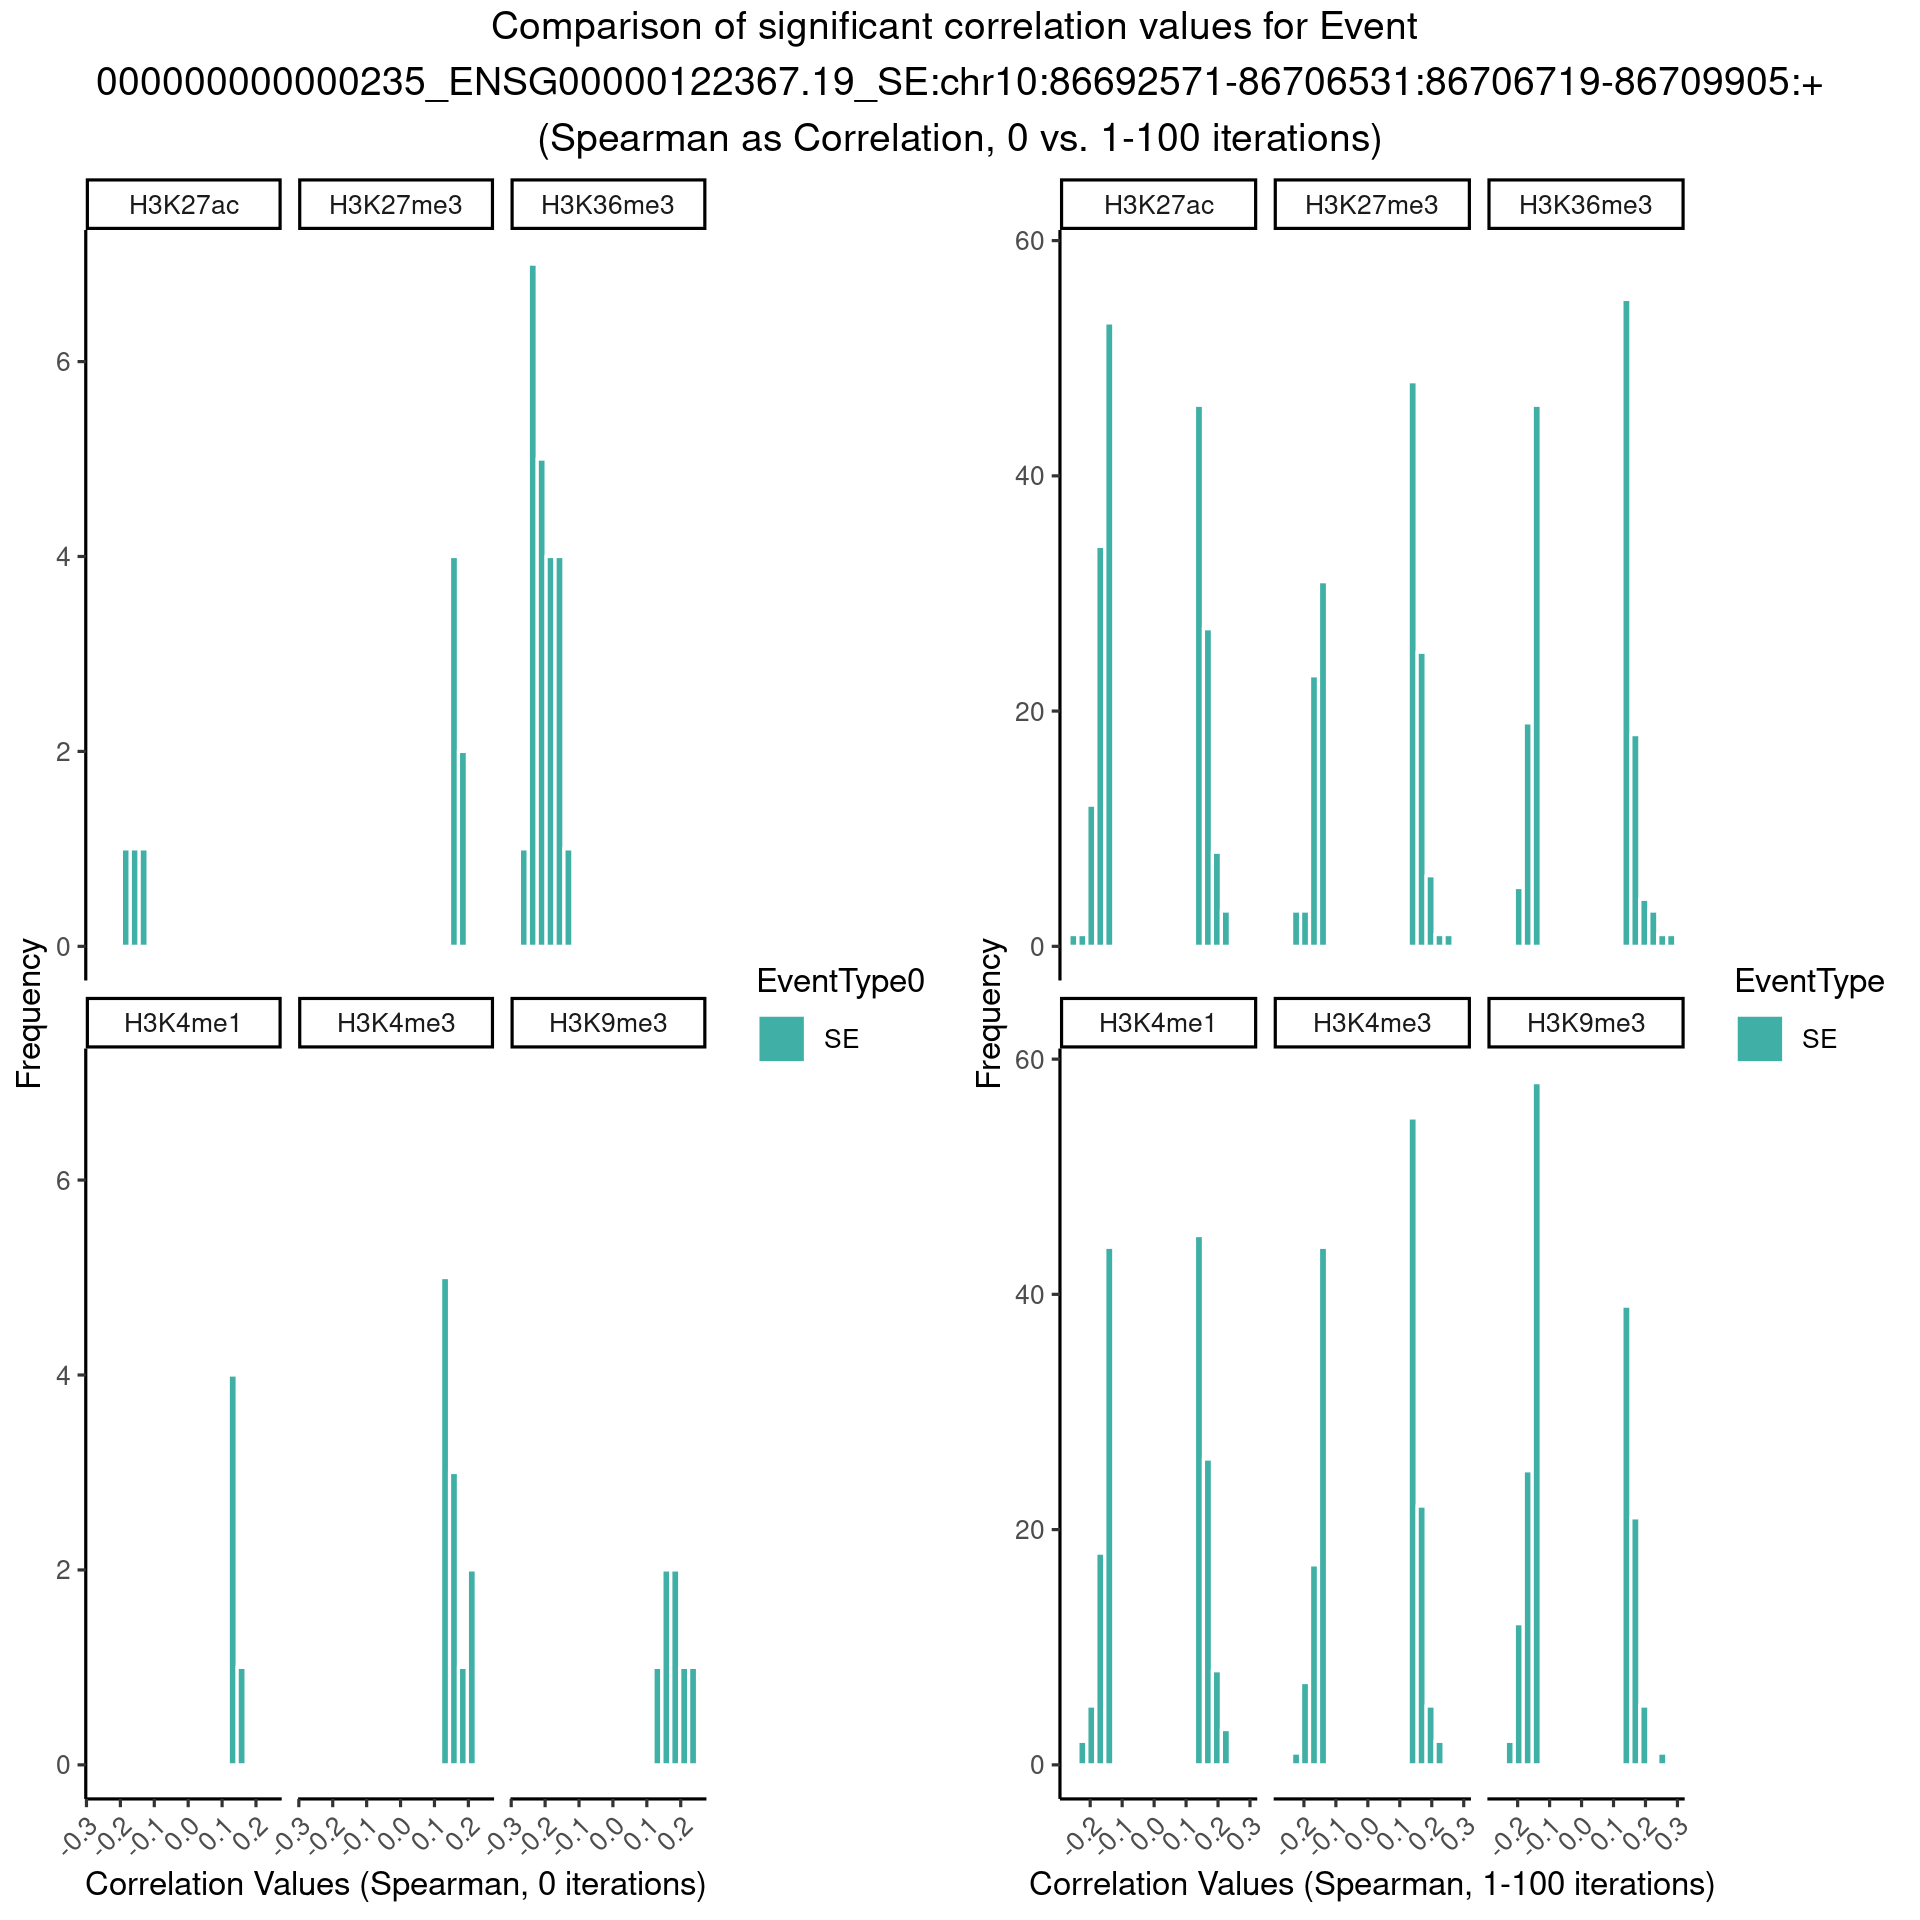 Comparison of significant correlation values for Event
000000000000235_ENSG00000122367.19_SE:chr10:86692571-86706531:86706719-86709905:+
(Spearman as Correlation, 0 vs. 1-100 iterations)
H3K27ac H3K27me3 H3K36me3
6
4
2
0
H3K4me1 H3K4me3 H3K9me3
6
4
2
0
Frequency
-0.3 -0.2 -0.1 0.0 0.1 0.2 -0.3 -0.2 -0.1 0.0 0.1 0.2 -0.3 -0.2 -0.1 0.0 0.1 0.2
Correlation Values (Spearman, 0 iterations)
EventType0
SE
H3K27ac H3K27me3 H3K36me3
60
40
20
0
H3K4me1 H3K4me3 H3K9me3
60
40
20
0
Frequency
-0.2 -0.1 0.0 0.1 0.2 0.3 -0.2 -0.1 0.0 0.1 0.2 0.3 -0.2 -0.1 0.0 0.1 0.2 0.3
Correlation Values (Spearman, 1-100 iterations)
EventType
SE